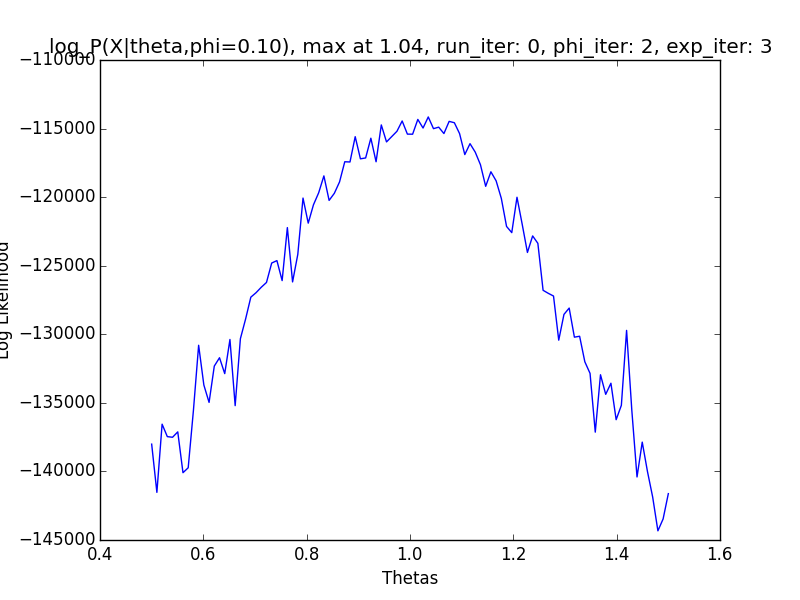 log_P(X|theta,phi=0.10), max at 1.04, run_iter: 0, phi_iter: 2, exp_iter: 3
−110000
−115000
−120000
−125000
−130000
−135000
−140000
−145000
Log Likelihood
0.4 0.6 0.8 1.0 1.2 1.4 1.6
Thetas